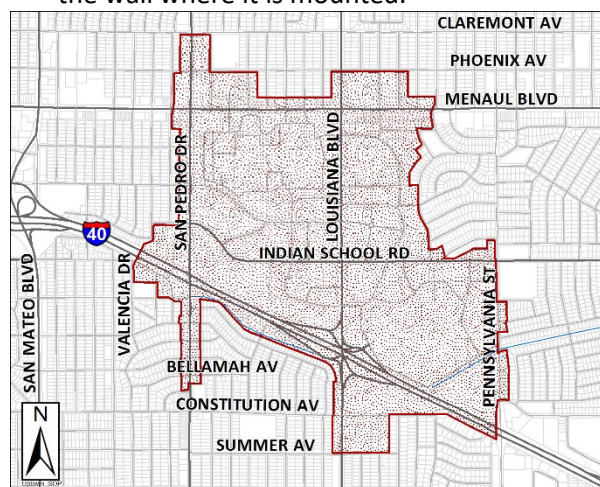 the wall where it is mounted.
CLAREMONT AV
PHOENIX AV
MENAUL BLVD
SAN PEDRO DR
LOUISIANA BLVD
40
INDIAN SCHOOL RD
SAN MATEO BLVD
VALENCIA DR
PENNSYLVANIA ST
BELLAMAH AV
CONSTITUTION AV
SUMMER AV
N
Uptown_SDP